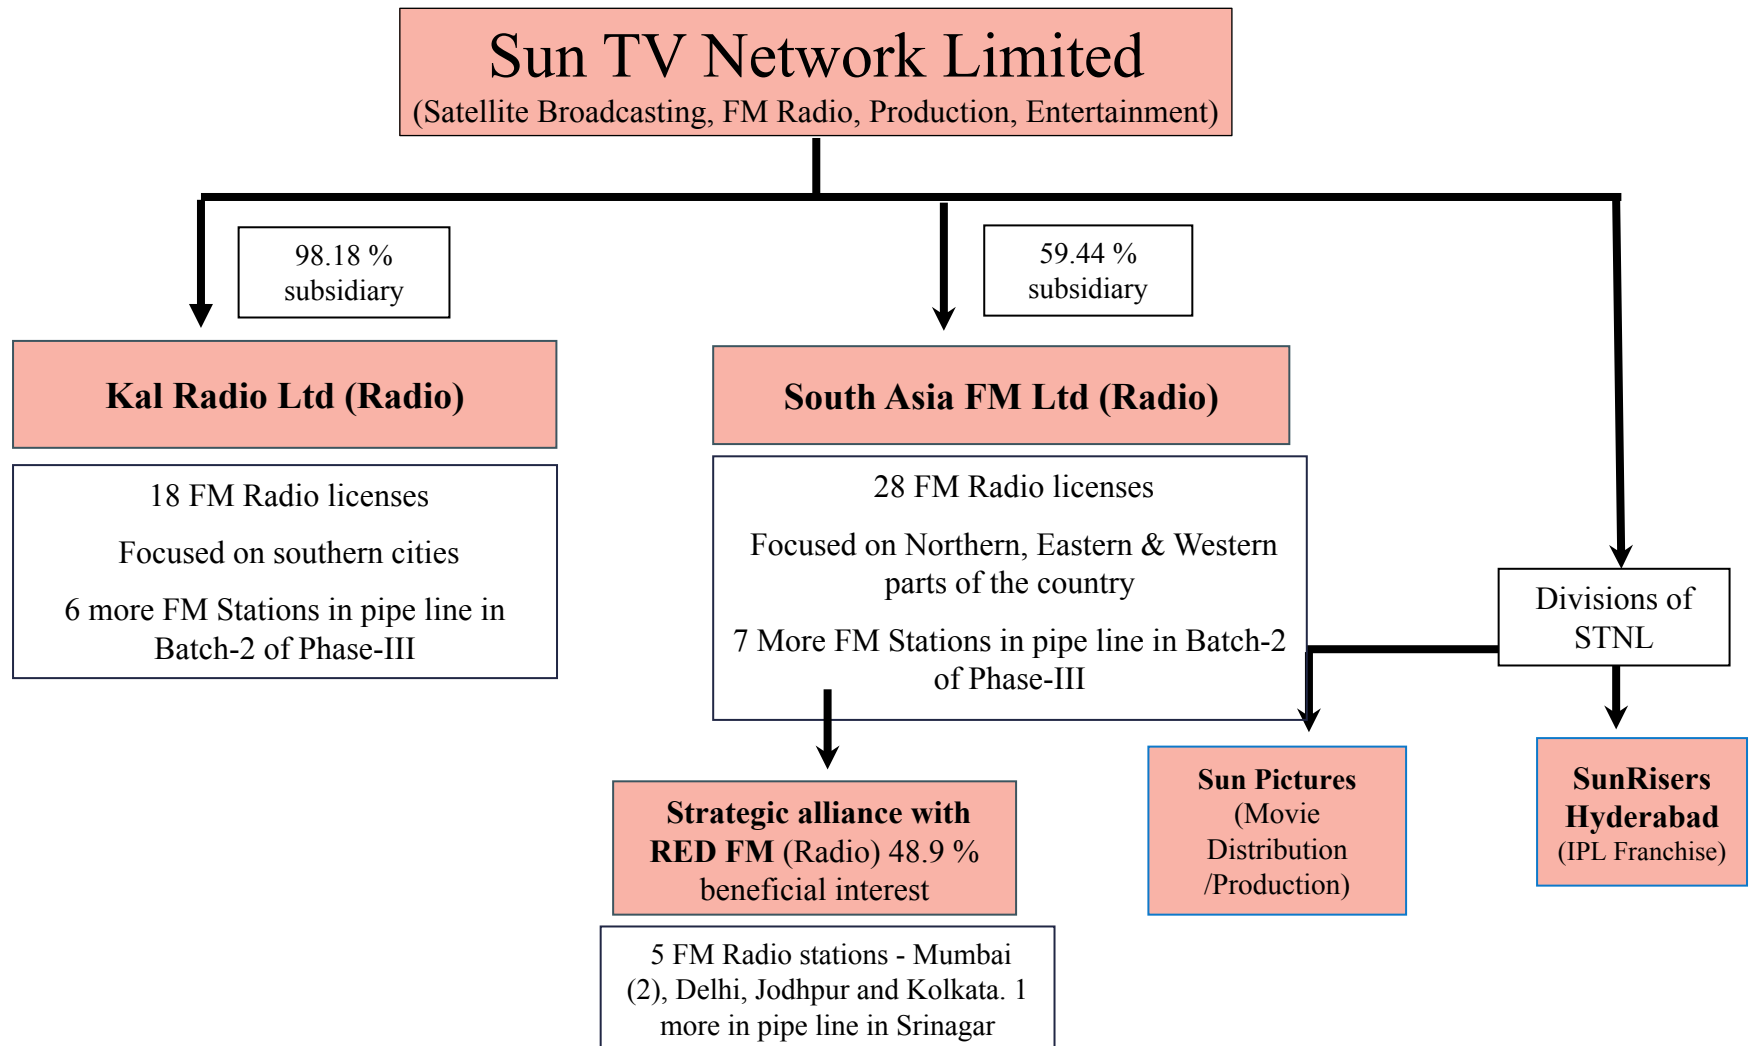 Sun TV Network Limited
(Satellite Broadcasting, FM Radio, Production, Entertainment)
98.18 %
subsidiary
59.44 %
subsidiary
Kal Radio Ltd (Radio)
South Asia FM Ltd (Radio)
18 FM Radio licenses
Focused on southern cities
6 more FM Stations in pipe line in
Batch-2 of Phase-III
28 FM Radio licenses
Focused on Northern, Eastern & Western
parts of the country
7 More FM Stations in pipe line in Batch-2
of Phase-III
Divisions of
STNL
Strategic alliance with
RED FM (Radio) 48.9 %
beneficial interest
5 FM Radio stations - Mumbai
(2), Delhi, Jodhpur and Kolkata. 1
more in pipe line in Srinagar
Sun Pictures
(Movie
Distribution
/Production)
SunRisers
Hyderabad
(IPL Franchise)